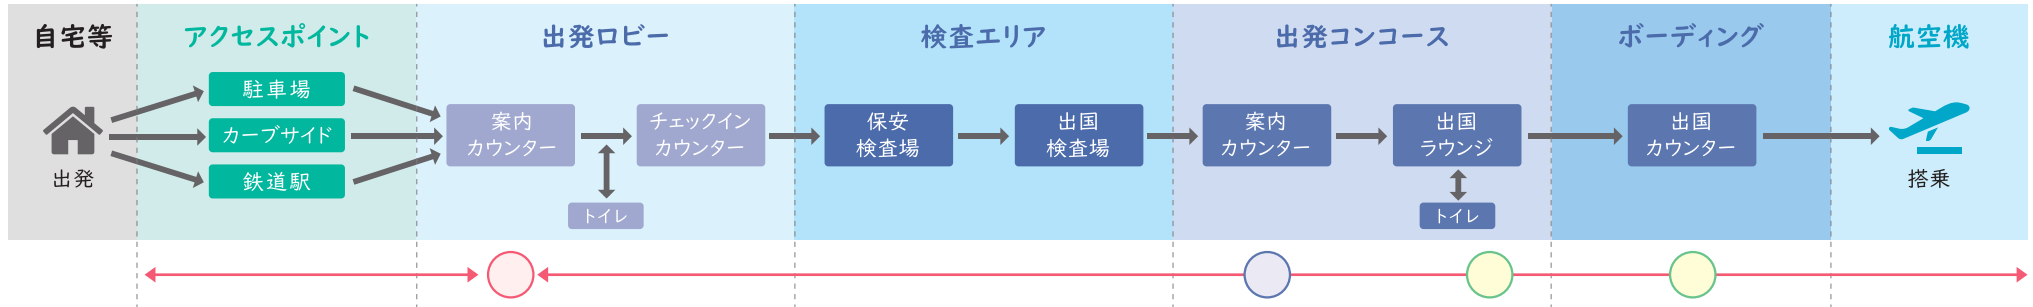 自宅等
出発
アクセスポイント
駐車場
カーブサイド
鉄道駅
出発ロビー
案内
カウンター
トイレ
チェックイン
カウンター
検査エリア
保安
検査場
出国
検査場
出発コンコース
案内
カウンター
出国
ラウンジ
トイレ
ボーディング
出国
カウンター
航空機
搭乗